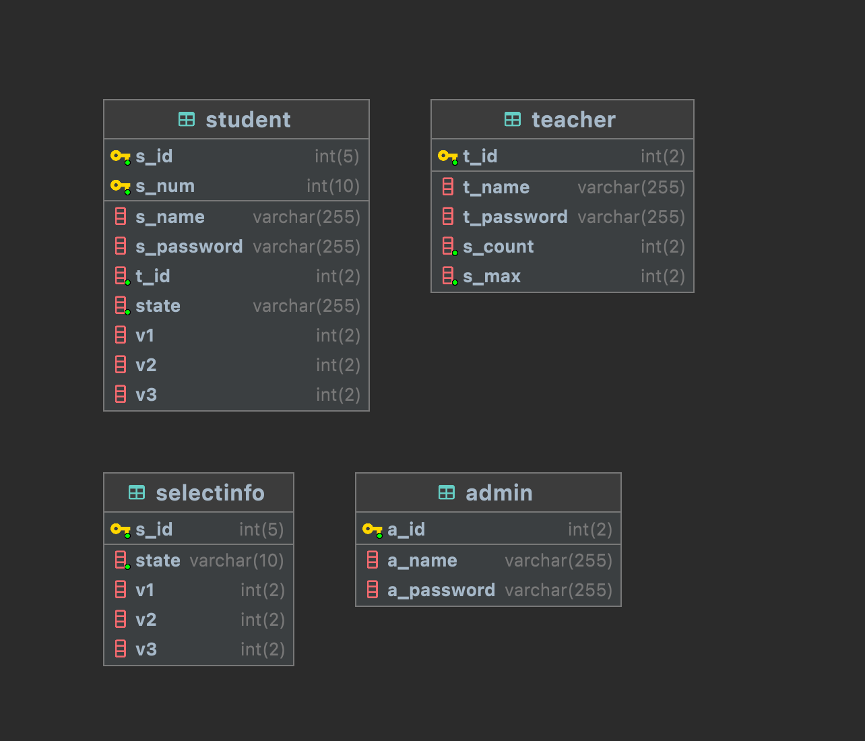 student
s_id int(5)
s_num int(10)
s_name varchar(255)
s_password varchar(255)
t_id int(2)
state varchar(255)
v1 int(2)
v2 int(2)
v3 int(2)
teacher
t_id int(2)
t_name varchar(255)
t_password varchar(255)
s_count int(2)
s_max int(2)
selectinfo
s_id int(5)
state varchar(10)
v1 int(2)
v2 int(2)
v3 int(2)
admin
a_id int(2)
a_name varchar(255)
a_password varchar(255)